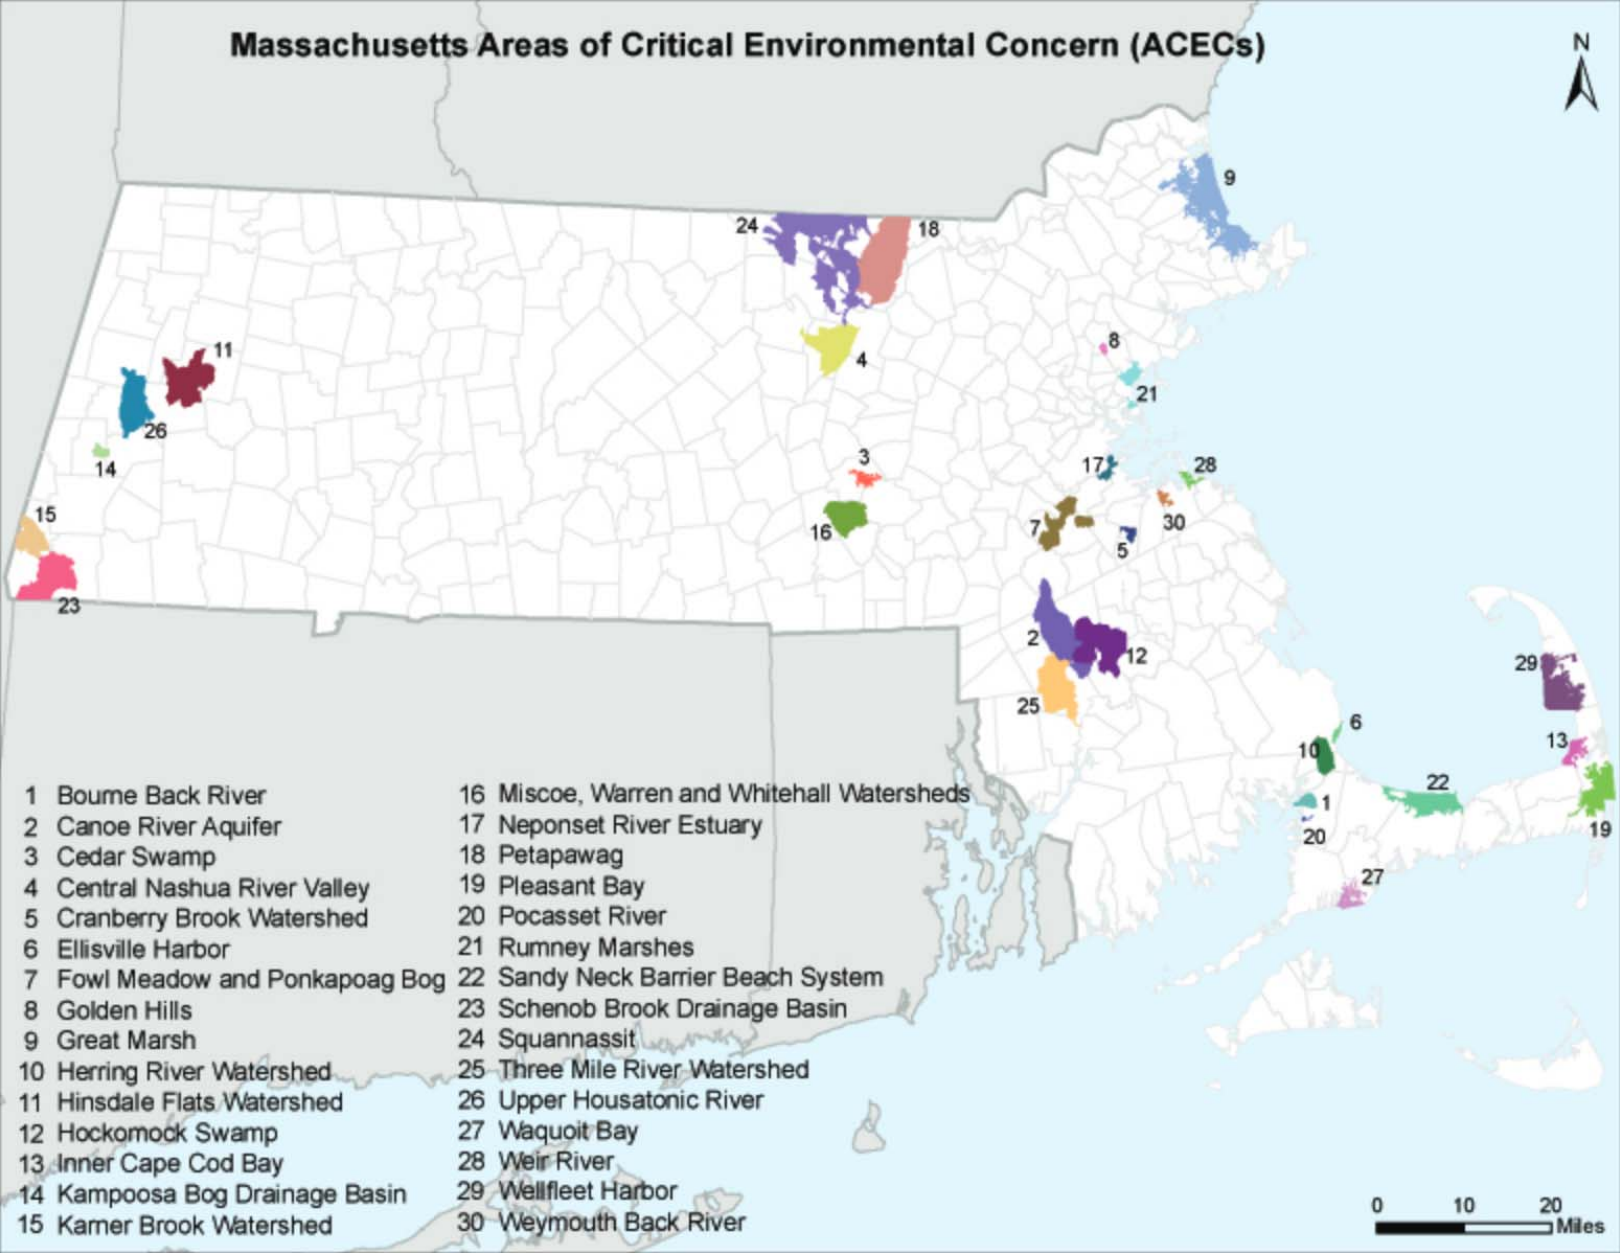 Massachusetts Areas of Critical Environmental Concern (ACECs)
N
9
24
18
11
4
8
21
26
14
3
17
28
15
16
7
30
5
23
2
12
29
25
6
13
10
22
1
19
20
27
1 Bourne Back River
2 Canoe River Aquifer
3 Cedar Swamp
4 Central Nashua River Valley
5 Cranberry Brook Watershed
6 Ellisville Harbor
7 Fowl Meadow and Ponkapoag Bog
8 Golden Hills
9 Great Marsh
10 Herring River Watershed
11 Hinsdale Flats Watershed
12 Hockomock Swamp
13 Inner Cape Cod Bay
14 Kampoosa Bog Drainage Basin
15 Karner Brook Watershed
16 Miscoe, Warren and Whitehall Watersheds
17 Neponset River Estuary
18 Petapawag
19 Pleasant Bay
20 Pocasset River
21 Rumney Marshes
22 Sandy Neck Barrier Beach System
23 Schenob Brook Drainage Basin
24 Squannassit
25 Three Mile River Watershed
26 Upper Housatonic River
27 Waquoit Bay
28 Weir River
29 Wellfleet Harbor
30 Weymouth Back River
0 10 20
Miles